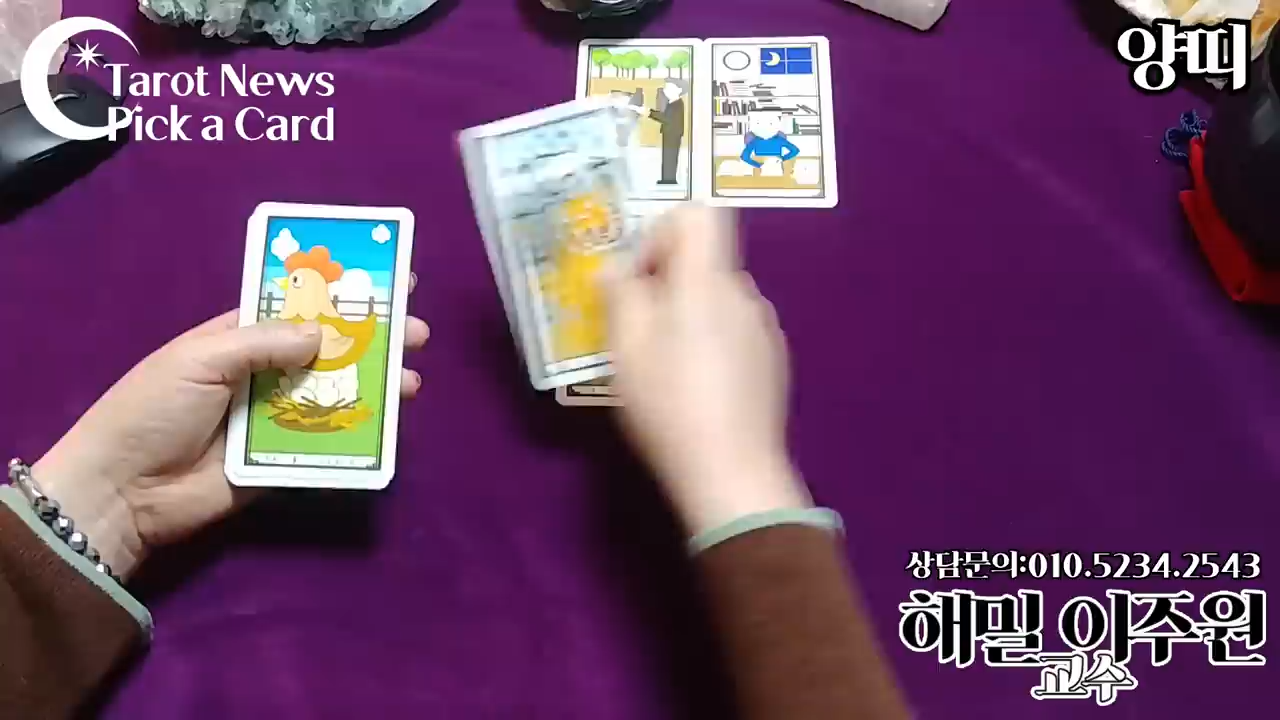 Tarot News
Pick a Card
양띠
상담문의:010.5234.2543
해밀 이주원
교수